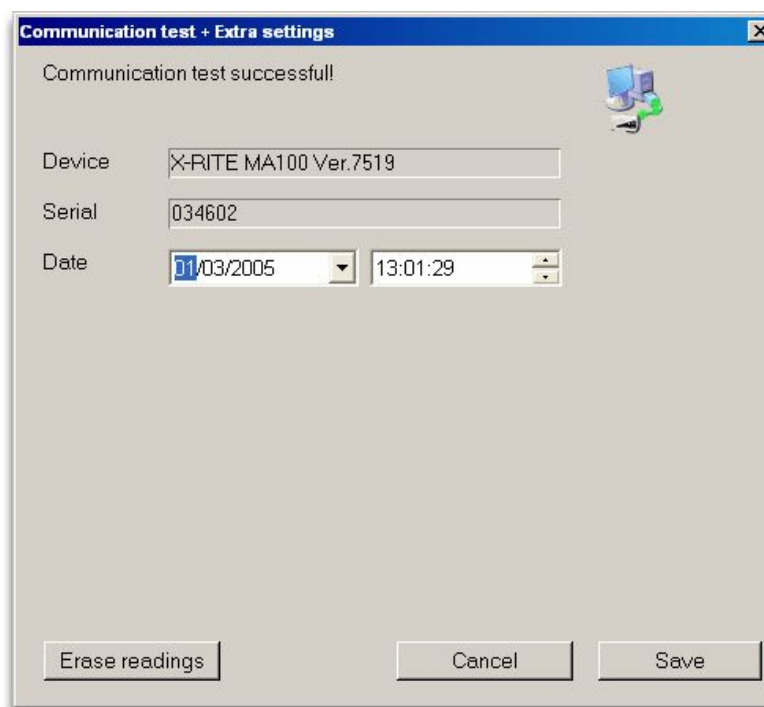 Communication test + Extra settings
Communication test successful!
Device X-RITE MA100 Ver.7519
Serial 034602
Date 01/03/2005 13:01:29
Erase readings Cancel Save